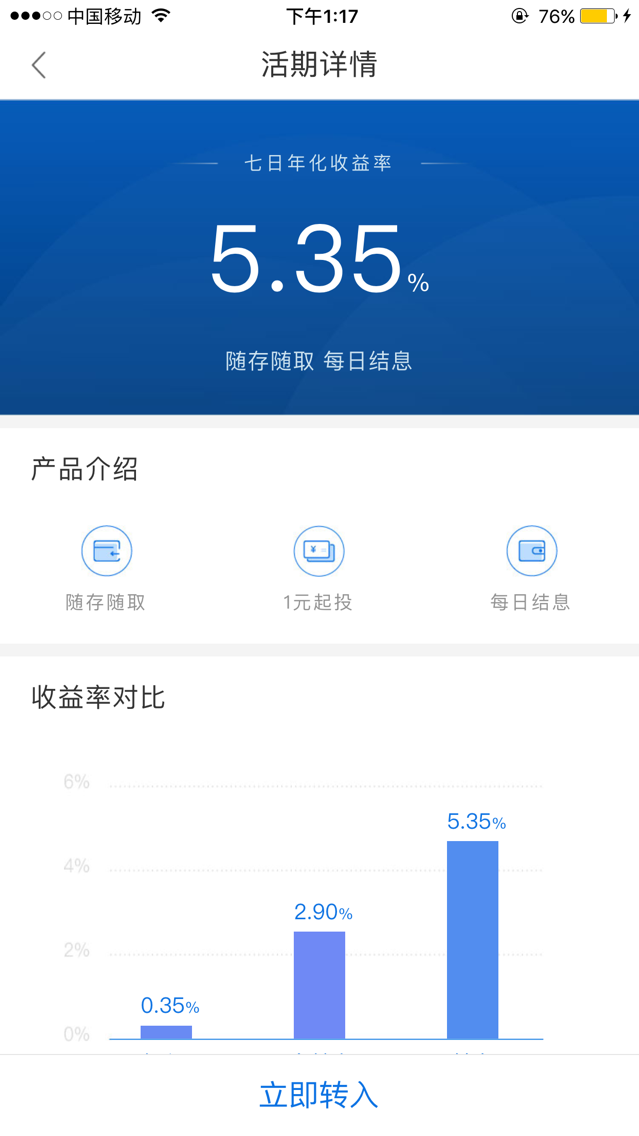 中国移动 下午1:17 76%
活期详情
七日年化收益率
5.35%
随存随取 每日结息
产品介绍
随存随取 1元起投 每日结息
收益率对比
6%
5.35%
4%
2.90%
2%
0.35%
0%
立即转入